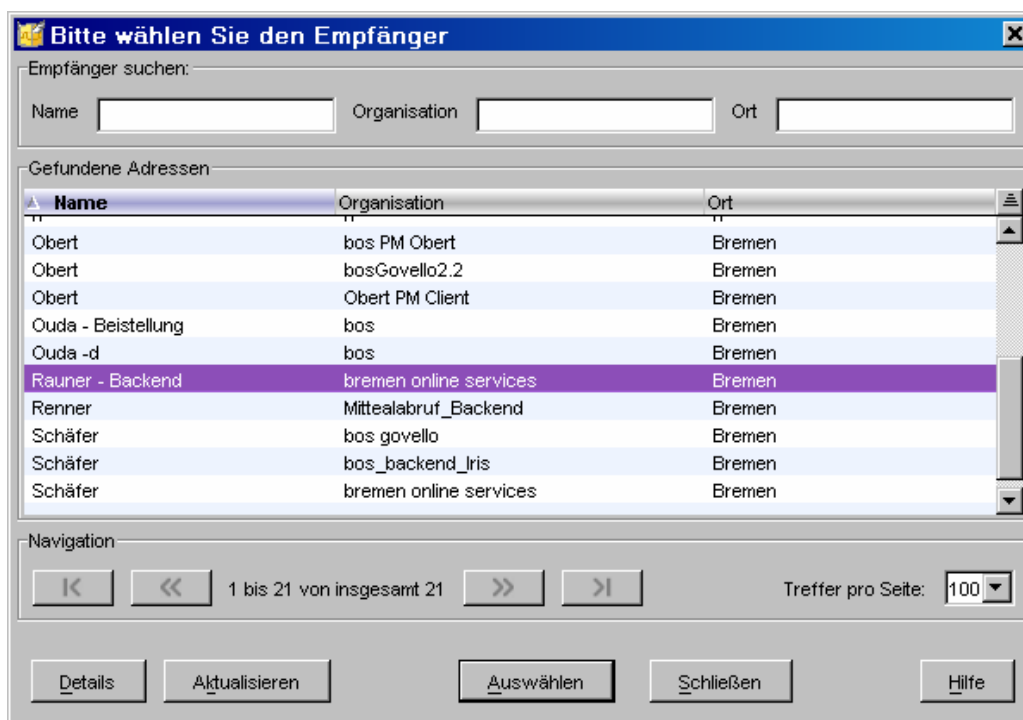 Bitte wählen Sie den Empfänger
Empfänger suchen:
Name Organisation Ort
Gefundene Adressen
Name Organisation Ort
Obert bos PM Obert Bremen
Obert bosGovello2.2 Bremen
Obert Obert PM Client Bremen
Ouda - Beistellung bos Bremen
Ouda -d bos Bremen
Rauner - Backend bremen online services Bremen
Renner Mittealabruf_Backend Bremen
Schäfer bos govello Bremen
Schäfer bos_backend_Iris Bremen
Schäfer bremen online services Bremen
Navigation
1 bis 21 von insgesamt 21 Treffer pro Seite: 100
Details Aktualisieren Auswählen Schließen Hilfe